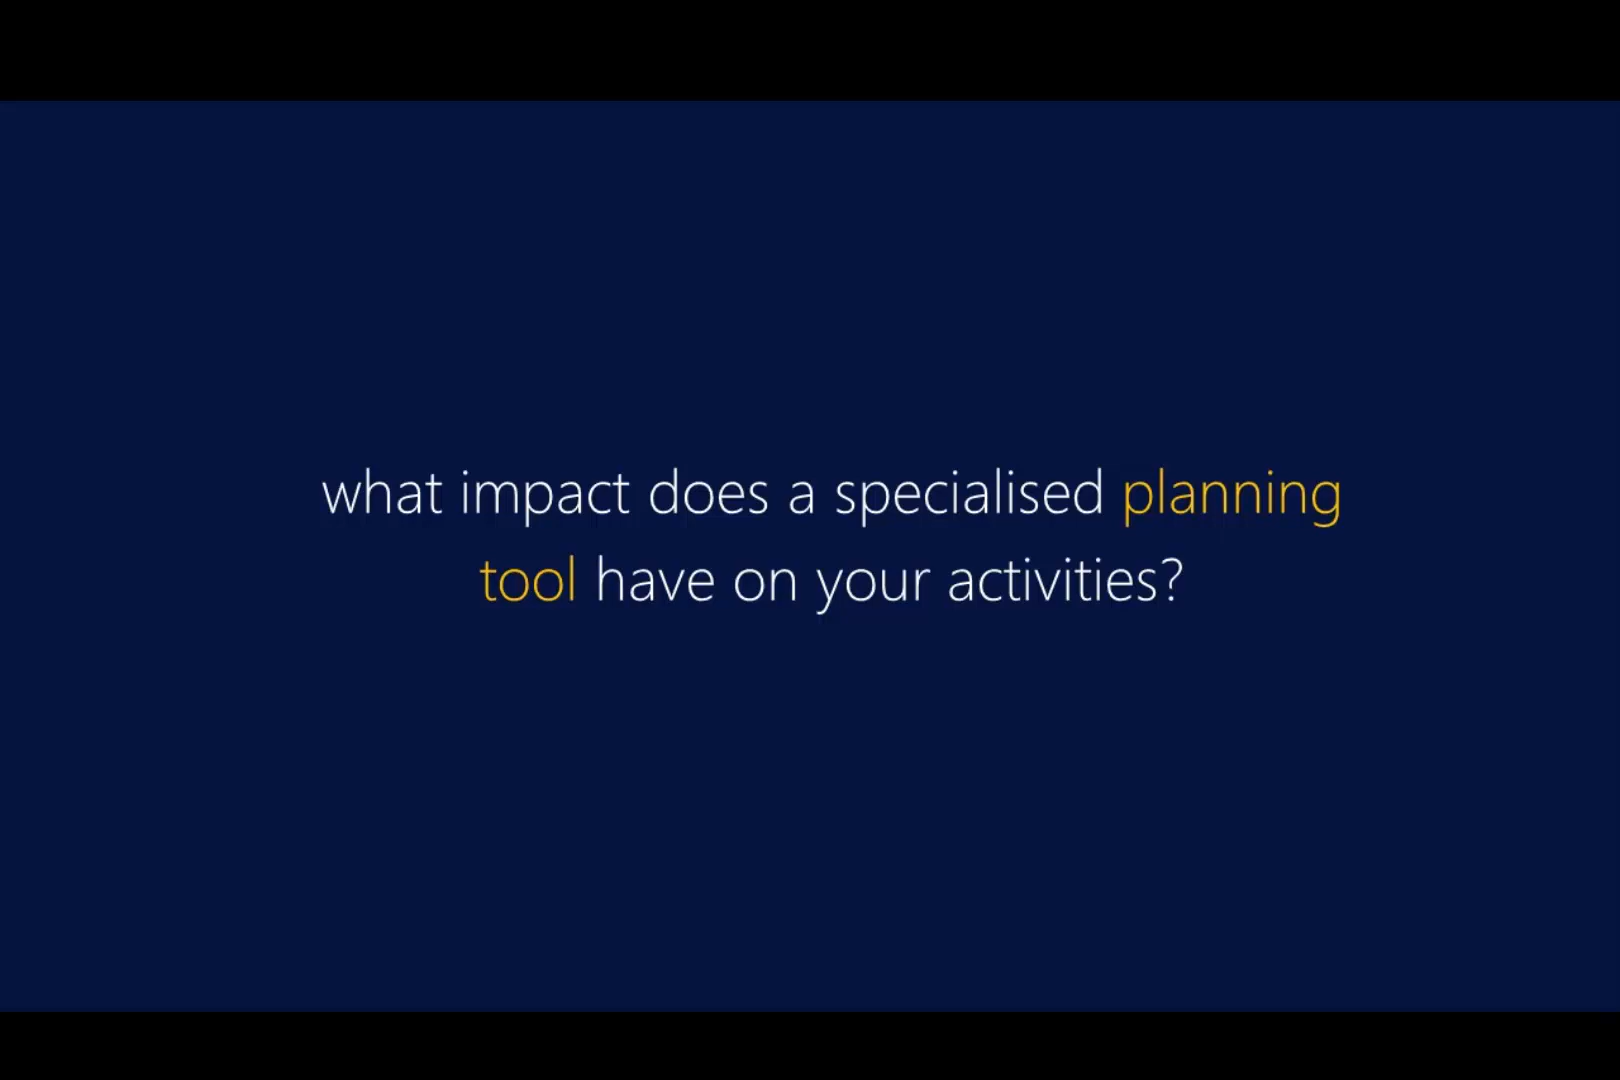 what impact does a specialised planning
tool have on your activities?